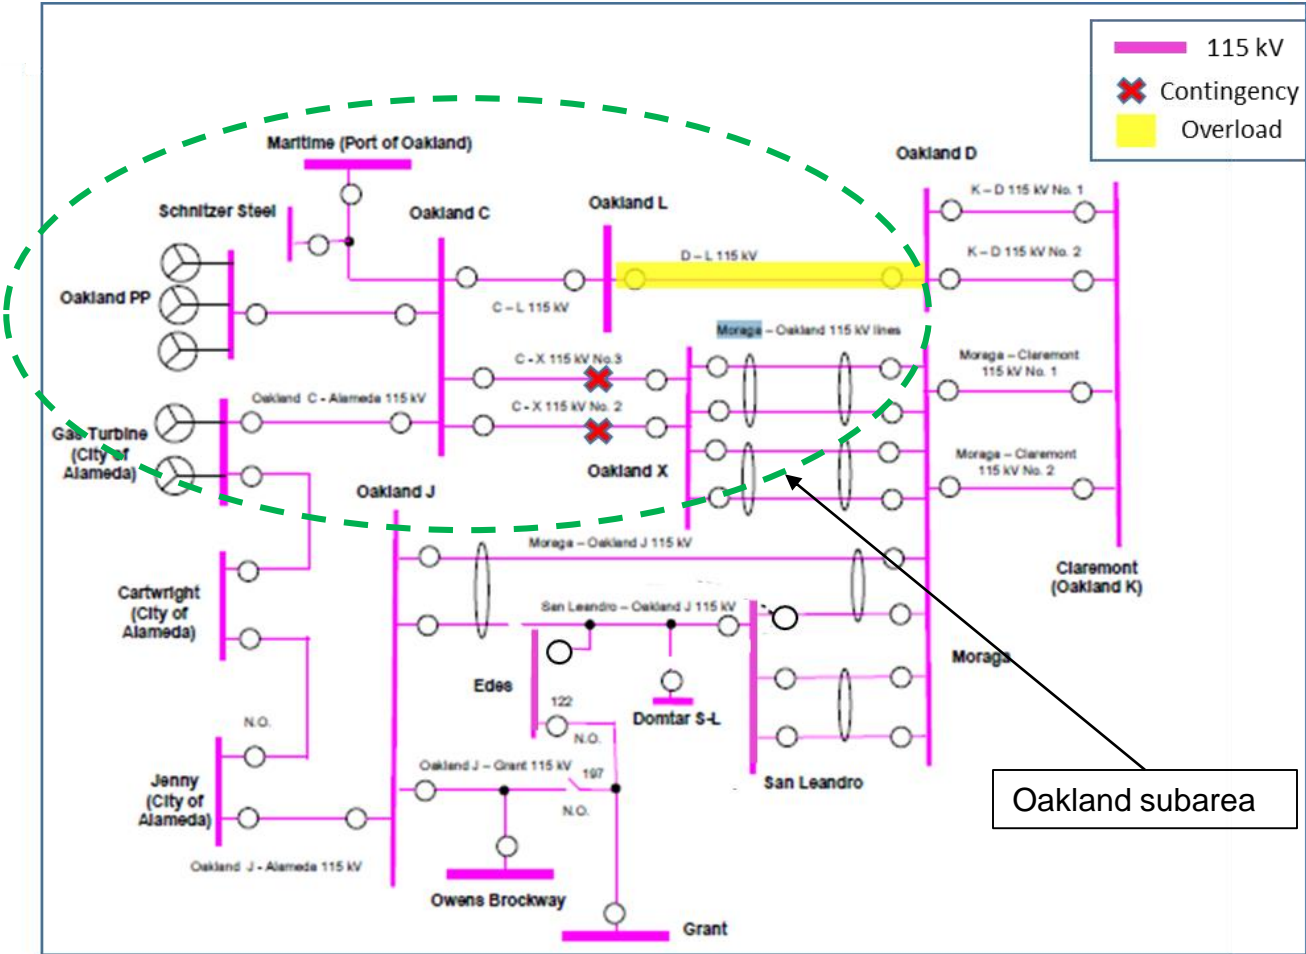 115 kV
Contingency
Overload
Maritime (Port of Oakland)
Oakland D
Schnitzer Steel
Oakland C
Oakland L
K – D 115 kV No. 1
D – L 115 kV
K – D 115 kV No. 2
Oakland PP
C – L 115 kV
Moraga – Oakland 115 kV lines
C - X 115 kV No.3
Moraga – Claremont
115 kV No. 1
Oakland C - Alameda 115 kV
C - X 115 kV No. 2
Gas Turbine
(City of
Alameda)
Oakland X
Moraga – Claremont
115 kV No. 2
Oakland J
Moraga – Oakland J 115 kV
Claremont
(Oakland K)
Cartwright
(City of
Alameda)
San Leandro – Oakland J 115 kV
Moraga
Edes
122
Domtar S-L
N.O.
N.O.
Oakland J – Grant 115 kV
197
San Leandro
Jenny
(City of
Alameda)
N.O.
Oakland subarea
Oakland J - Alameda 115 kV
Owens Brockway
Grant